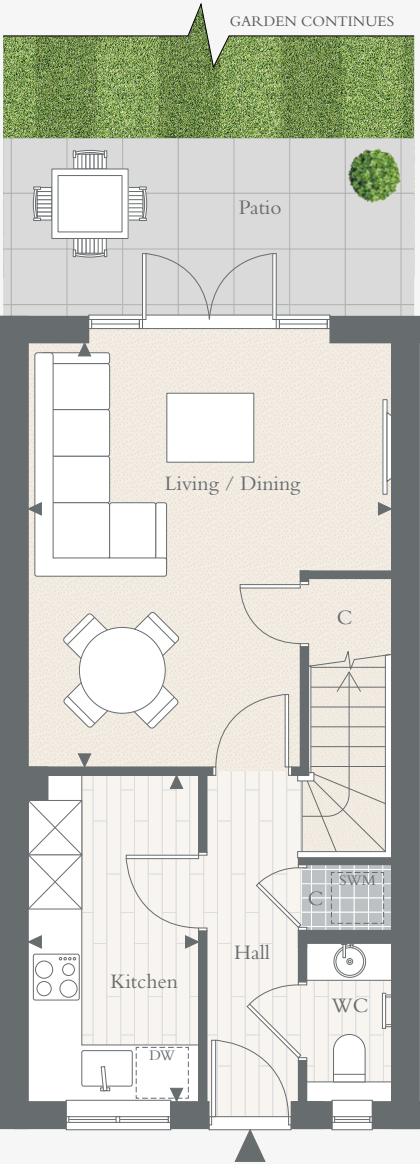 GARDEN CONTINUES
Patio
Living / Dining
C
SWM
C
Hall
Kitchen
WC
DW